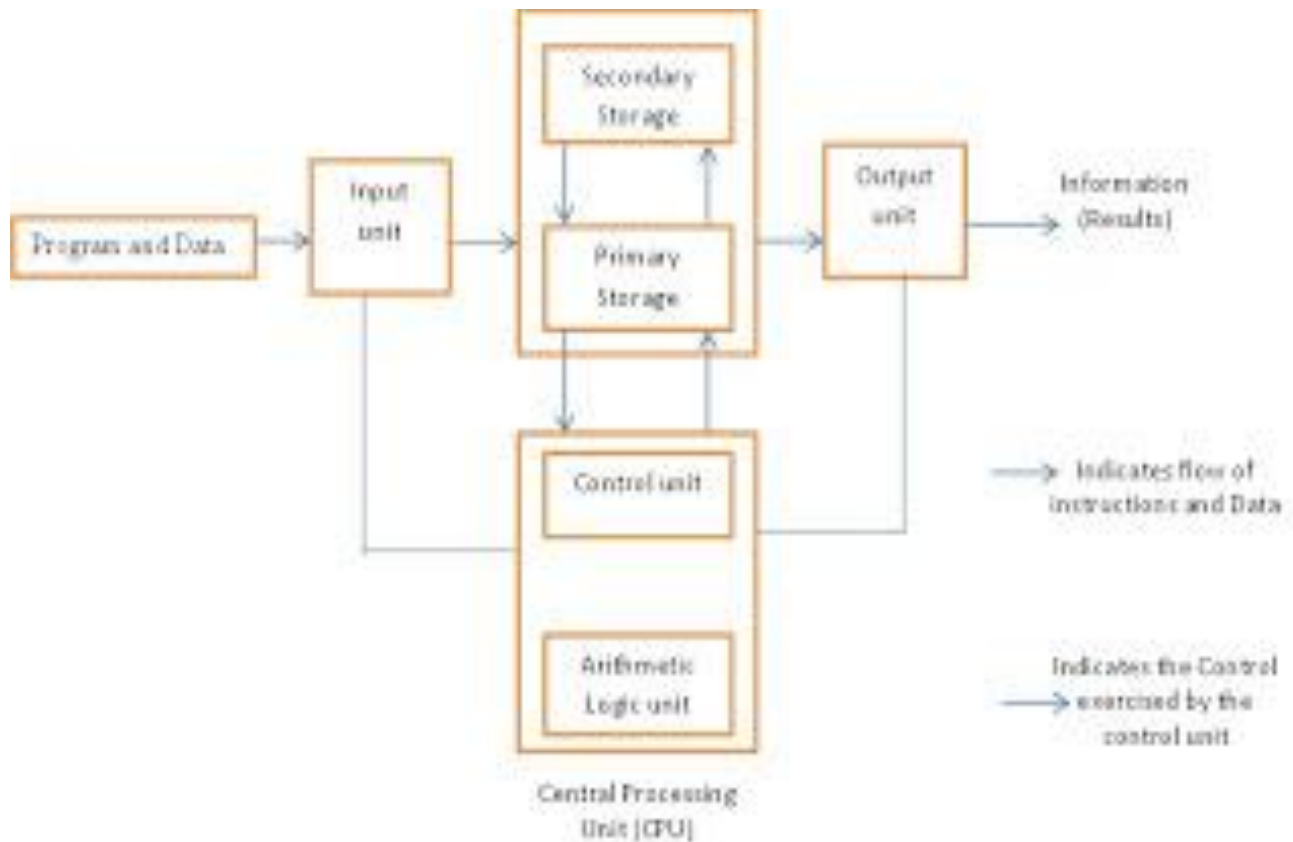 Secondary
Storage
Input
unit
Output
unit
Information
(Results)
Program and Data
Primary
Storage
Control unit
Indicates flow of
instructions and Data
Arithmetic
Logic unit
Indicates the Control
exercised by the
control unit
Central Processing
Unit (CPU)